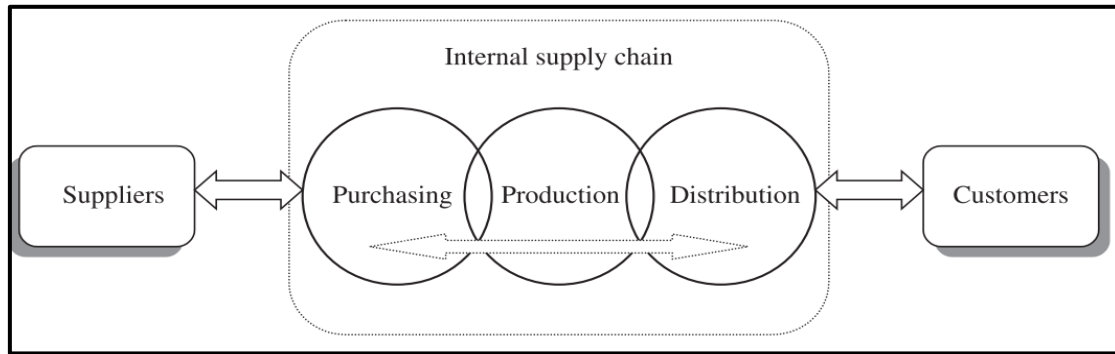 Internal supply chain
Suppliers
Purchasing
Production
Distribution
Customers